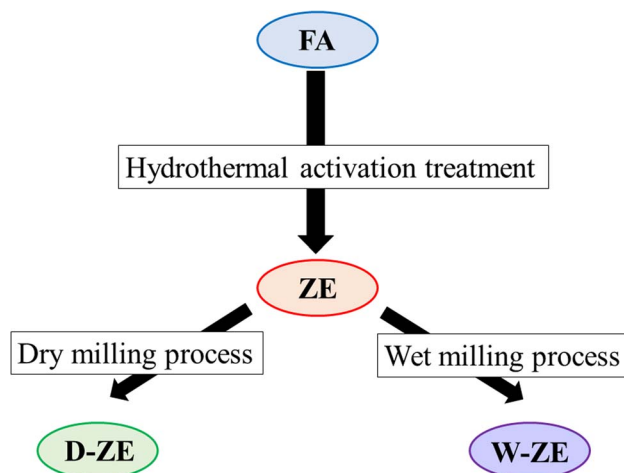 FA
Hydrothermal activation treatment
ZE
Dry milling process
Wet milling process
D-ZE
W-ZE